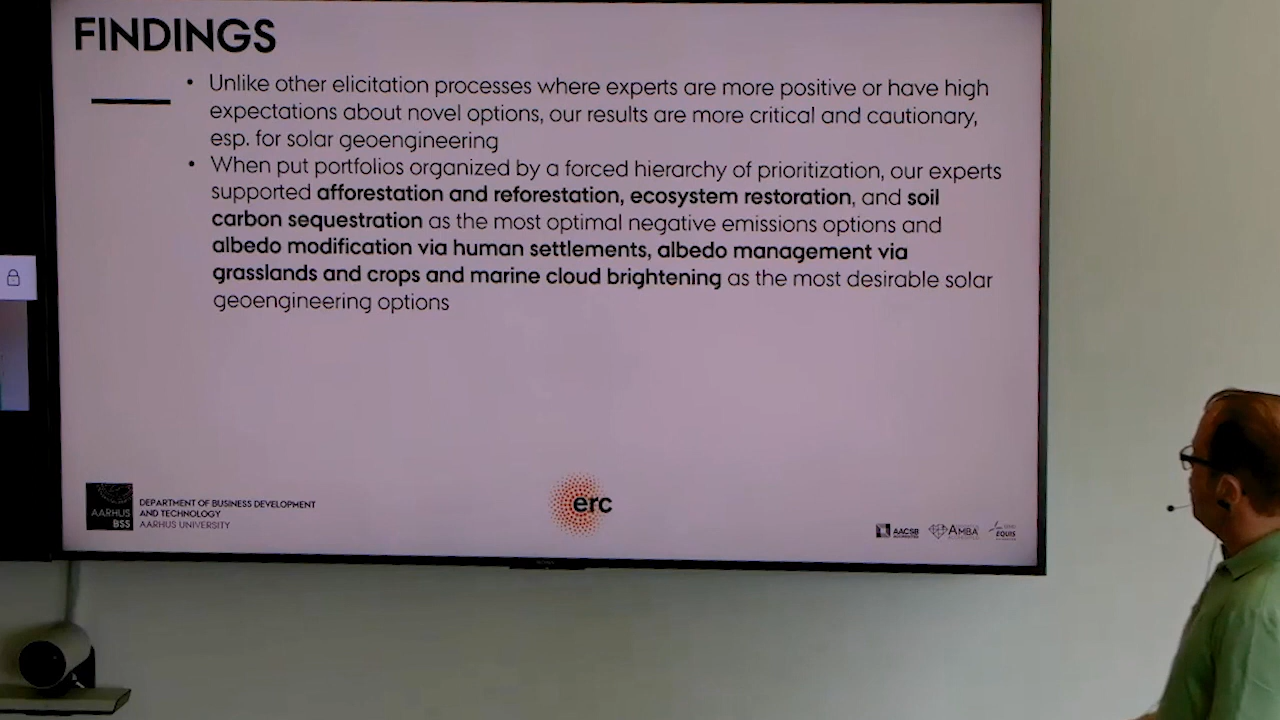 FINDINGS
• Unlike other elicitation processes where experts are more positive or have high
expectations about novel options, our results are more critical and cautionary,
esp. for solar geoengineering
• When put portfolios organized by a forced hierarchy of prioritization, our experts
supported afforestation and reforestation, ecosystem restoration, and soil
carbon sequestration as the most optimal negative emissions options and
albedo modification via human settlements, albedo management via
grasslands and crops and marine cloud brightening as the most desirable solar
geoengineering options
AARHUS
BSS
DEPARTMENT OF BUSINESS DEVELOPMENT
AND TECHNOLOGY
AARHUS UNIVERSITY
erc
AACSB
AMBA
EQUIS